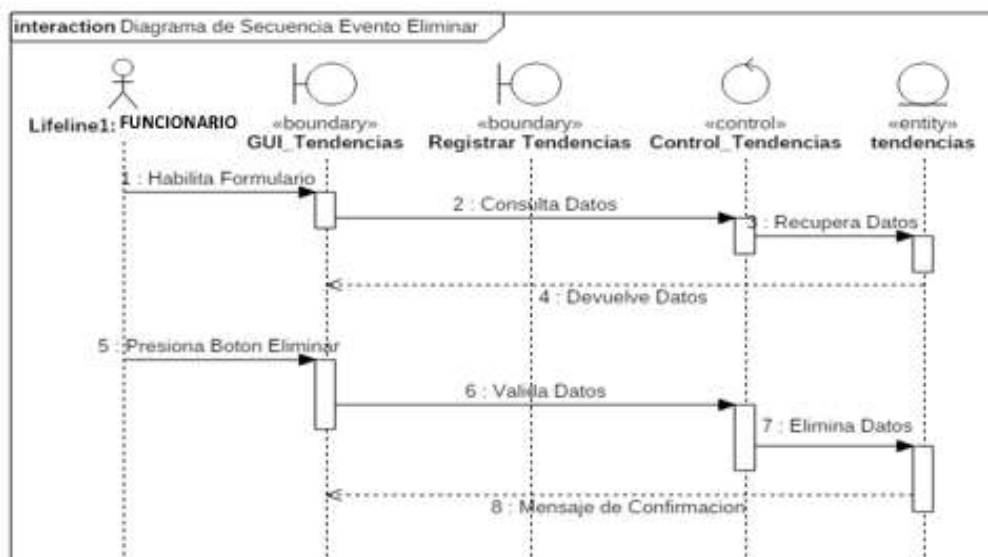 interaction Diagrama de Secuencia Evento Eliminar
Lifeline1: FUNCIONARIO
«boundary»
GUI_Tendencias
«boundary»
Registrar Tendencias
«control»
Control_Tendencias
«entity»
tendencias
1 : Habilita Formulario
2 : Consulta Datos
3 : Recupera Datos
4 : Devuelve Datos
5 : Presiona Boton Eliminar
6 : Valida Datos
7 : Elimina Datos
8 : Mensaje de Confirmacion